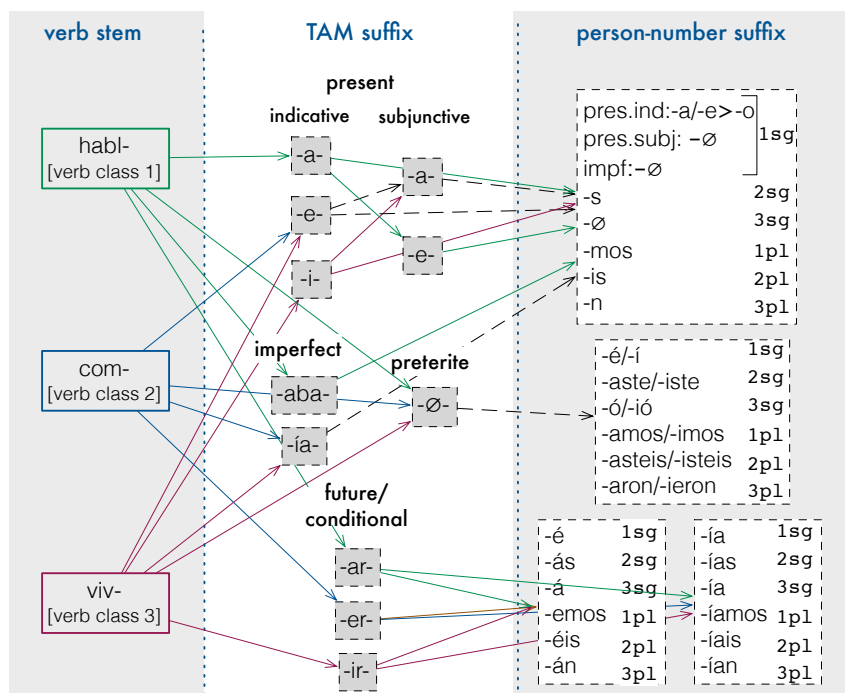 verb stem
TAM suffix
person-number suffix
present
indicative
subjunctive
habl-
[verb class 1]
-a-
-a-
-e-
-e-
-i-
pres.ind:-a/-e>-o
pres.subj: -∅
impf:-∅
1sg
-s 2sg
-∅ 3sg
-mos 1pl
-is 2pl
-n 3pl
com-
[verb class 2]
imperfect
-aba-
-ía-
preterite
-∅-
-é/-í 1sg
-aste/-iste 2sg
-ó/-ió 3sg
-amos/-imos 1pl
-asteis/-isteis 2pl
-aron/-ieron 3pl
viv-
[verb class 3]
future/
conditional
-ar-
-er-
-ir-
-é 1sg
-ás 2sg
-á 3sg
-emos 1pl
-éis 2pl
-án 3pl
-ía 1sg
-ías 2sg
-ía 3sg
-íamos 1pl
-íais 2pl
-ían 3pl